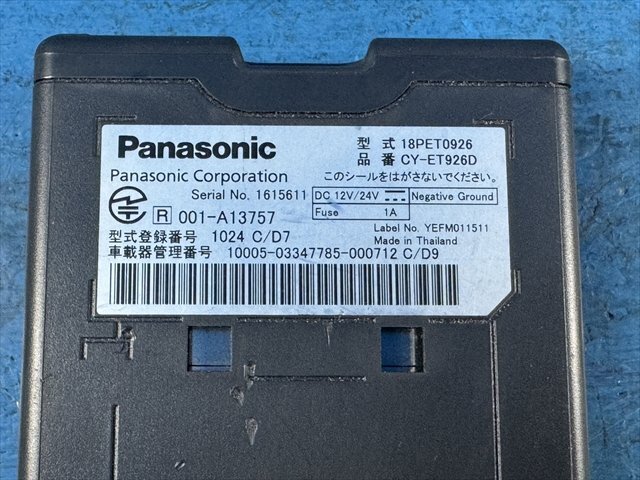 Panasonic
型 式 18PET0926
品 番 CY-ET926D
Panasonic Corporation
このシールをはがさないでください。
Serial No. 1615611
DC 12V/24V
Negative Ground
Fuse 1A
R 001-A13757
Label No. YEFM011511
Made in Thailand
型式登録番号 1024 C/D7
車載器管理番号 10005-03347785-000712 C/D9